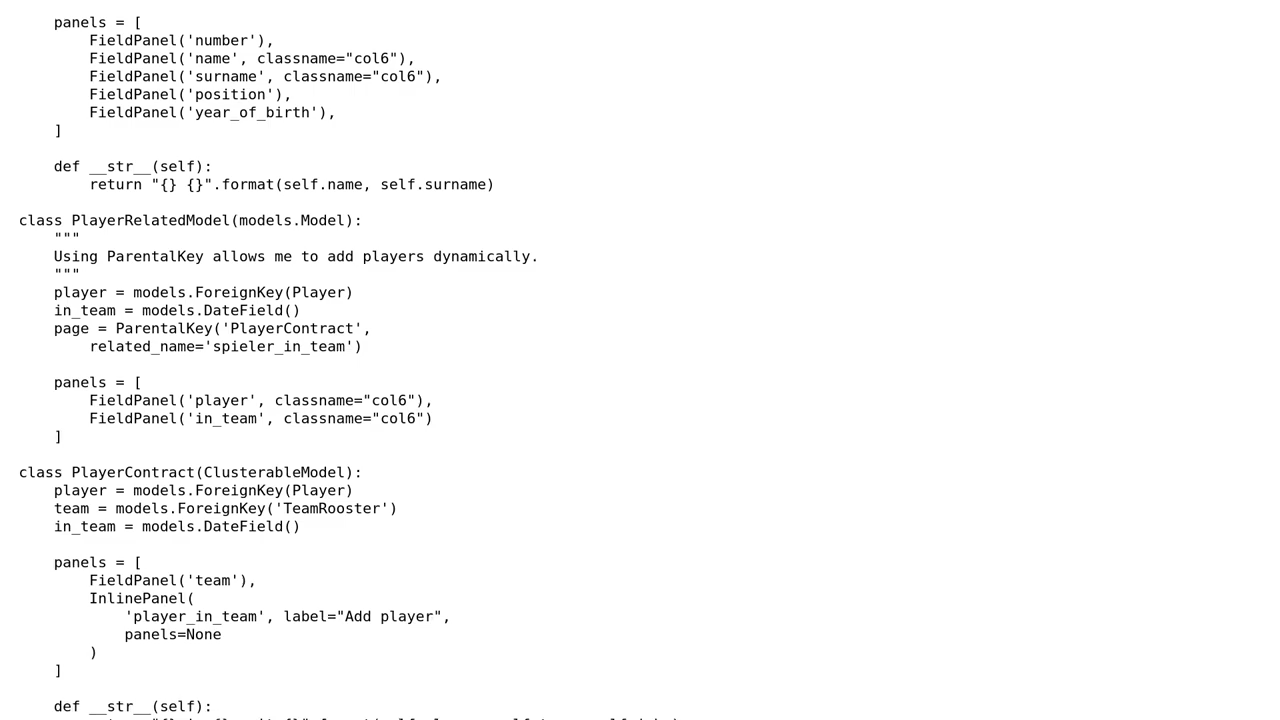 panels = [
FieldPanel('number'),
FieldPanel('name', classname="col6"),
FieldPanel('surname', classname="col6"),
FieldPanel('position'),
FieldPanel('year_of_birth'),
]
def __str__(self):
return "{} {}".format(self.name, self.surname)
class PlayerRelatedModel(models.Model):
"""
Using ParentalKey allows me to add players dynamically.
"""
player = models.ForeignKey(Player)
in_team = models.DateField()
page = ParentalKey('PlayerContract',
related_name='spieler_in_team')
panels = [
FieldPanel('player', classname="col6"),
FieldPanel('in_team', classname="col6")
]
class PlayerContract(ClusterableModel):
player = models.ForeignKey(Player)
team = models.ForeignKey('TeamRooster')
in_team = models.DateField()
panels = [
FieldPanel('team'),
InlinePanel(
'player_in_team', label="Add player",
panels=None
)
]
def __str__(self):